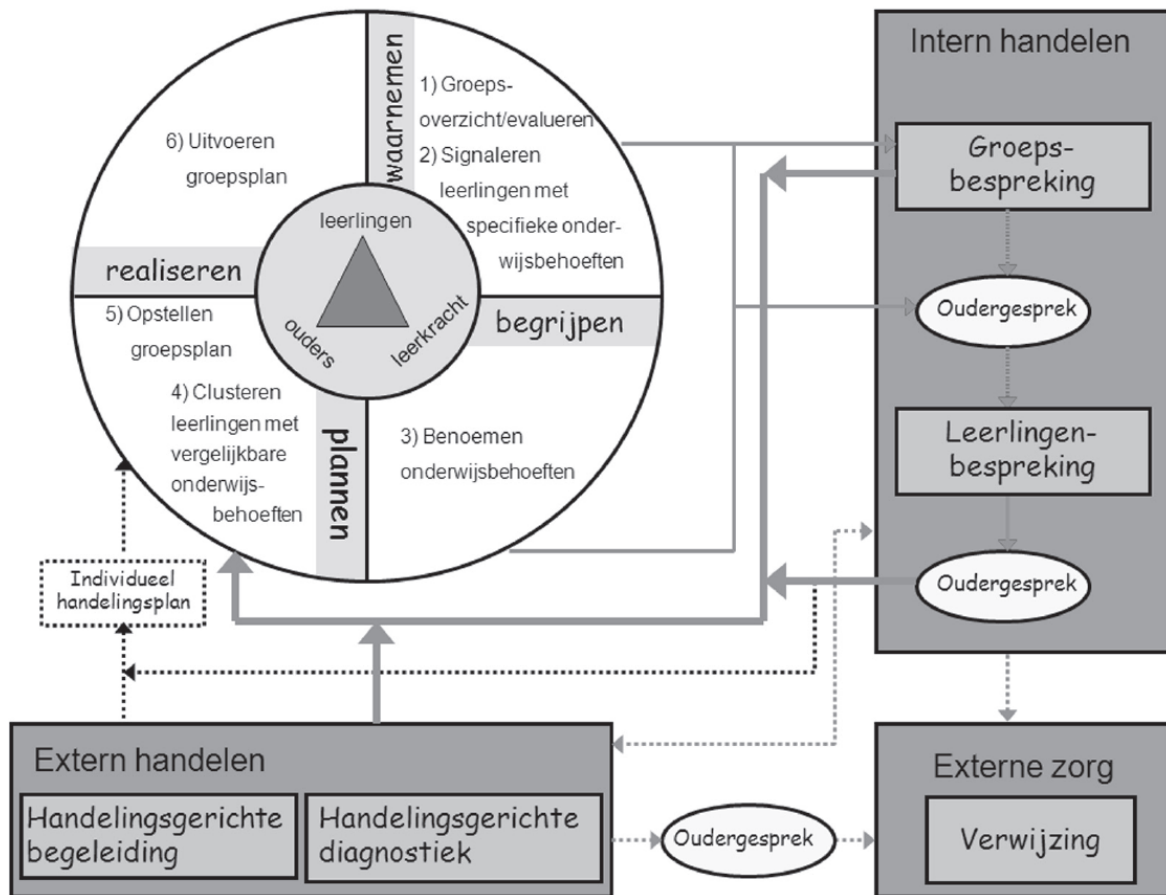 waarnemen
1) Groeps-
overzicht/evalueren
2) Signaleren
leerlingen met
specifieke onder-
wijsbehoeften
begrijpen
3) Benoemen
onderwijsbehoeften
plannen
4) Clusteren
leerlingen met
vergelijkbare
onderwijs-
behoeften
5) Opstellen
groepsplan
realiseren
6) Uitvoeren
groepsplan
leerlingen
ouders
leerkracht
Intern handelen
Groeps-
bespreking
Oudergesprek
Leerlingen-
bespreking
Oudergesprek
Individueel
handelingsplan
Extern handelen
Handelingsgerichte
begeleiding
Handelingsgerichte
diagnostiek
Oudergesprek
Externe zorg
Verwijzing